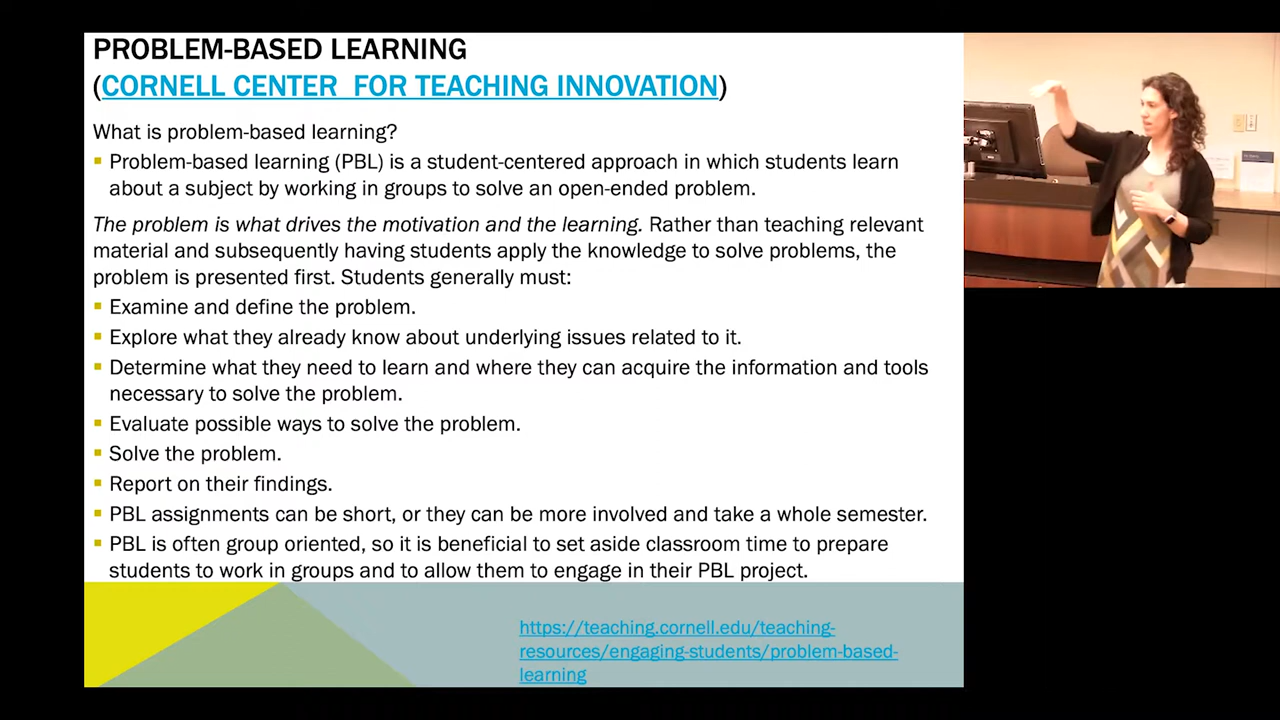 PROBLEM-BASED LEARNING
(CORNELL CENTER FOR TEACHING INNOVATION)
What is problem-based learning?
▪ Problem-based learning (PBL) is a student-centered approach in which students learn
about a subject by working in groups to solve an open-ended problem.
The problem is what drives the motivation and the learning. Rather than teaching relevant
material and subsequently having students apply the knowledge to solve problems, the
problem is presented first. Students generally must:
▪ Examine and define the problem.
▪ Explore what they already know about underlying issues related to it.
▪ Determine what they need to learn and where they can acquire the information and tools
necessary to solve the problem.
▪ Evaluate possible ways to solve the problem.
▪ Solve the problem.
▪ Report on their findings.
▪ PBL assignments can be short, or they can be more involved and take a whole semester.
▪ PBL is often group oriented, so it is beneficial to set aside classroom time to prepare
students to work in groups and to allow them to engage in their PBL project.
https://teaching.cornell.edu/teaching-
resources/engaging-students/problem-based-
learning